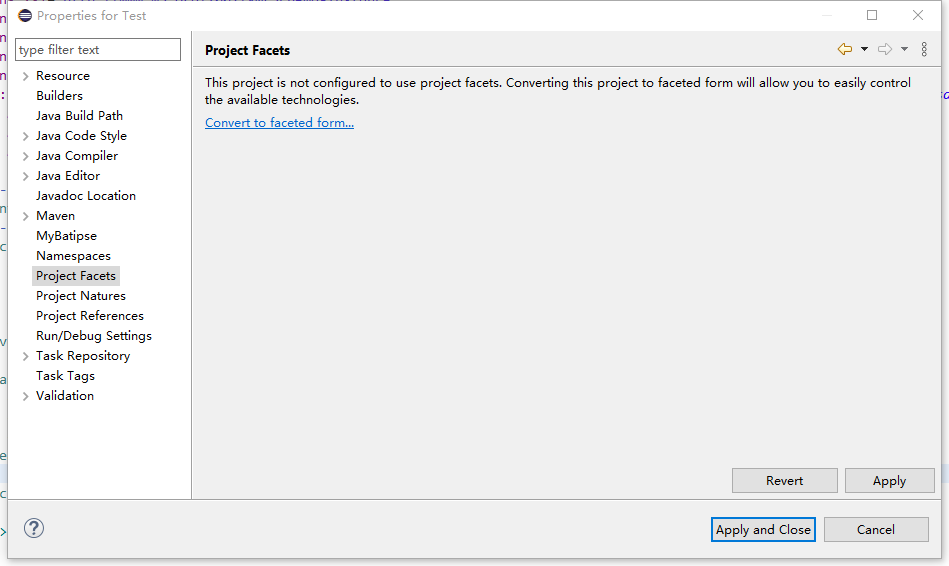 Properties for Test
type filter text
Resource
Builders
Java Build Path
Java Code Style
Java Compiler
Java Editor
Javadoc Location
Maven
MyBatipse
Namespaces
Project Facets
Project Natures
Project References
Run/Debug Settings
Task Repository
Task Tags
Validation
Project Facets
This project is not configured to use project facets. Converting this project to faceted form will allow you to easily control
the available technologies.
Convert to faceted form...
Revert
Apply
Apply and Close
Cancel